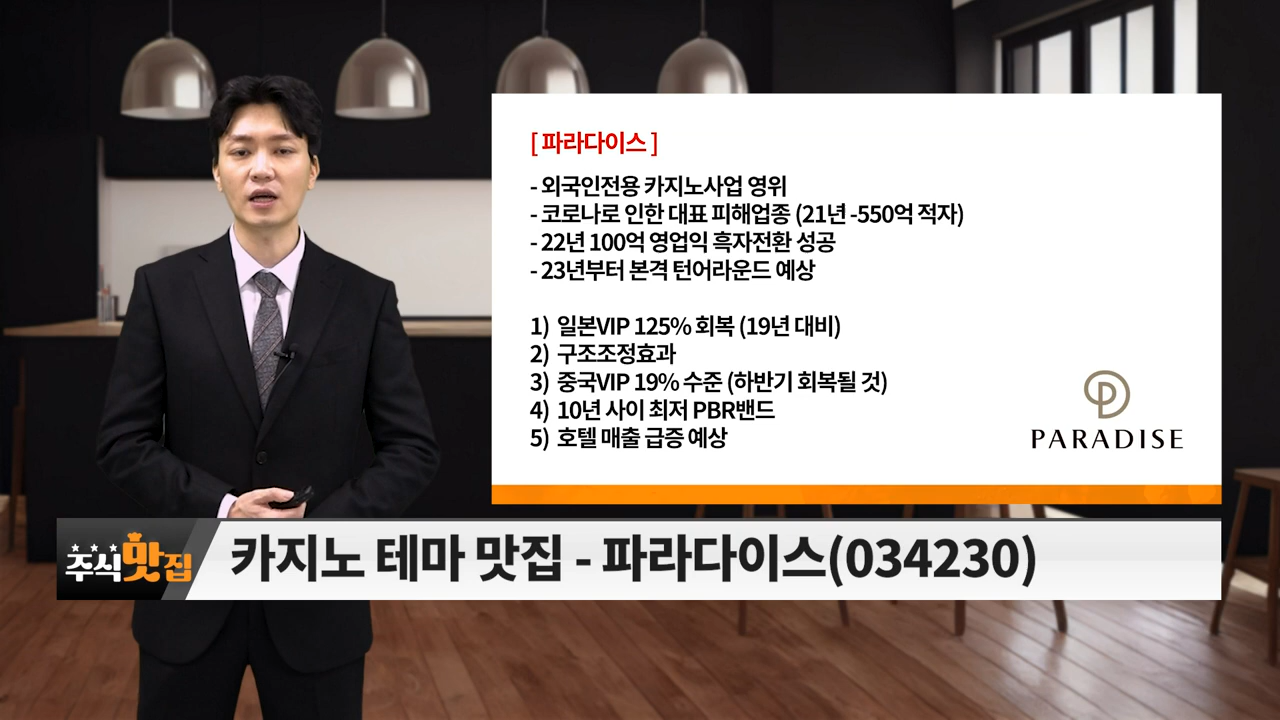 [ 파라다이스 ]
- 외국인전용 카지노사업 영위
- 코로나로 인한 대표 피해업종 (21년 -550억 적자)
- 22년 100억 영업익 흑자전환 성공
- 23년부터 본격 턴어라운드 예상
1) 일본VIP 125% 회복 (19년 대비)
2) 구조조정효과
3) 중국VIP 19% 수준 (하반기 회복될 것)
4) 10년 사이 최저 PBR밴드
5) 호텔 매출 급증 예상
PARADISE
주식맛집
카지노 테마 맛집 - 파라다이스(034230)